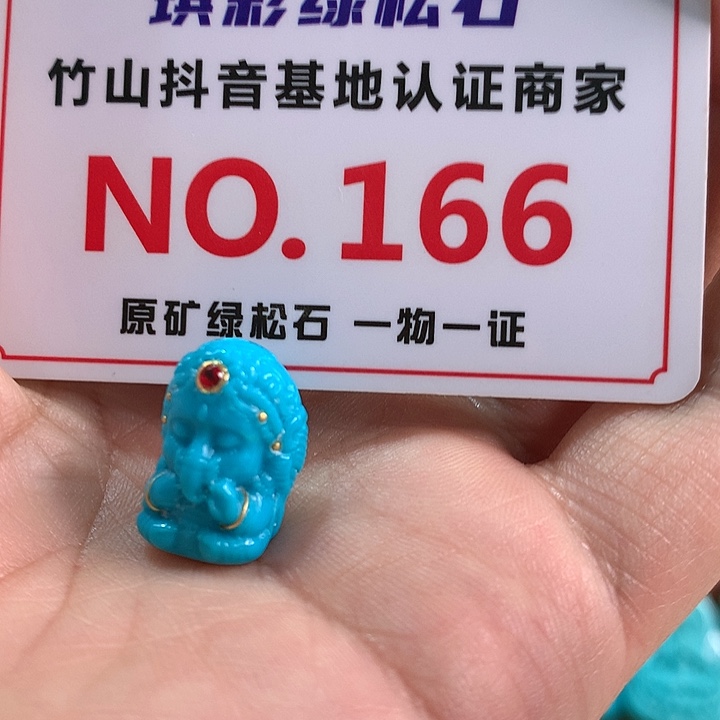 琪彩绿松石
竹山抖音基地认证商家
NO.166
原矿绿松石 一物一证